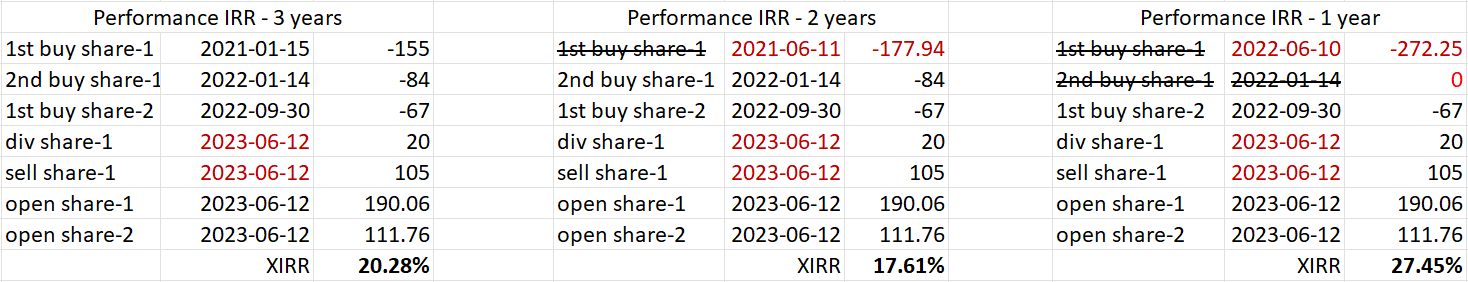 Performance IRR - 3 years Performance IRR - 2 years Performance IRR - 1 year
1st buy share-1 2021-01-15 -155 1st buy share-1 2021-06-11 -177.94 1st buy share-1 2022-06-10 -272.25
2nd buy share-1 2022-01-14 -84 2nd buy share-1 2022-01-14 -84 2nd buy share-1 2022-01-14 0
1st buy share-2 2022-09-30 -67 1st buy share-2 2022-09-30 -67 1st buy share-2 2022-09-30 -67
div share-1 2023-06-12 20 div share-1 2023-06-12 20 div share-1 2023-06-12 20
sell share-1 2023-06-12 105 sell share-1 2023-06-12 105 sell share-1 2023-06-12 105
open share-1 2023-06-12 190.06 open share-1 2023-06-12 190.06 open share-1 2023-06-12 190.06
open share-2 2023-06-12 111.76 open share-2 2023-06-12 111.76 open share-2 2023-06-12 111.76
XIRR 20.28% XIRR 17.61% XIRR 27.45%